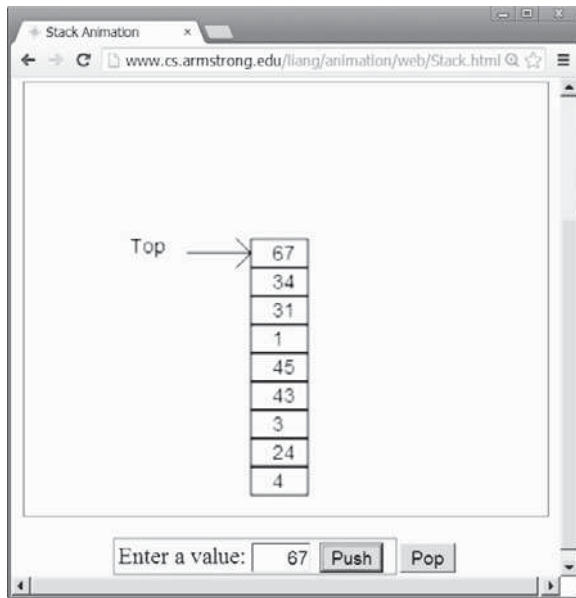 Stack Animation
www.cs.armstrong.edu/liang/animation/web/Stack.html
Top
67
34
31
1
45
43
3
24
4
Enter a value: 67 Push Pop